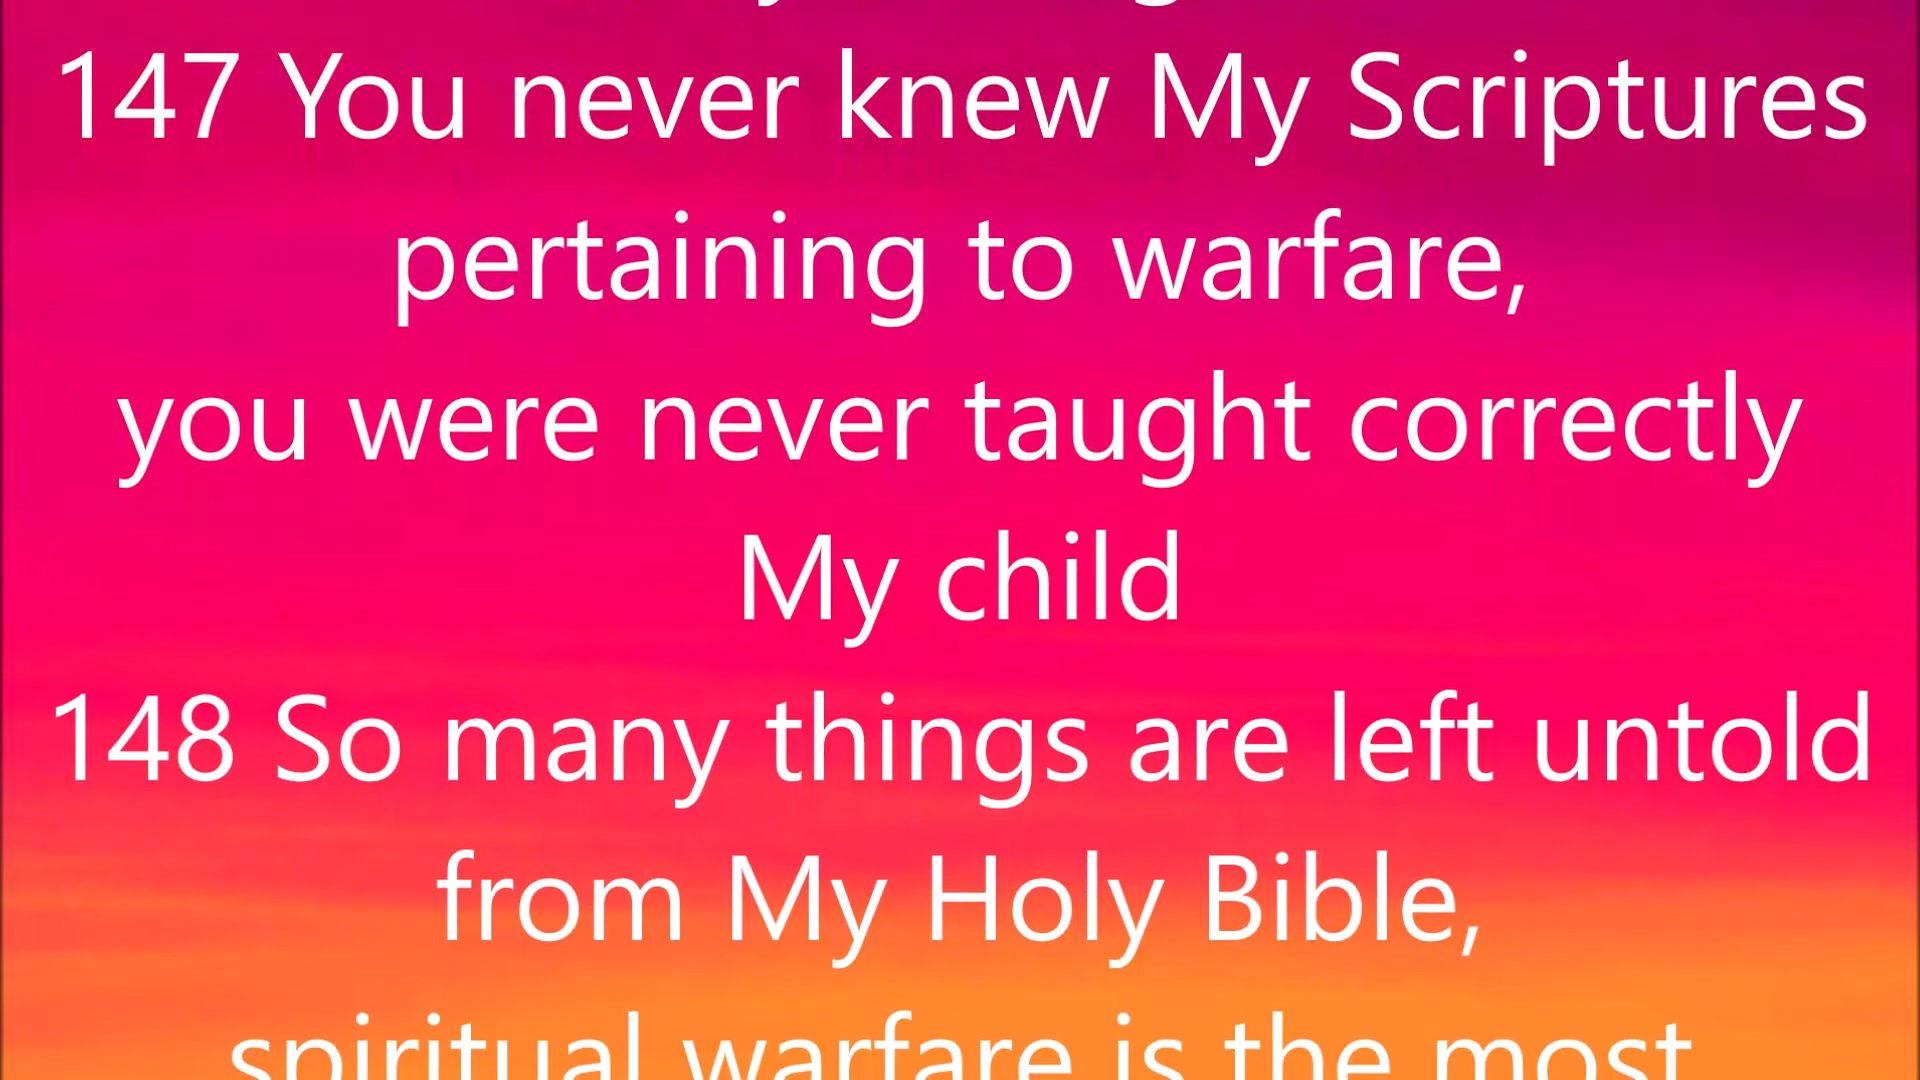 147 You never knew My Scriptures
pertaining to warfare,
you were never taught correctly
My child
148 So many things are left untold
from My Holy Bible,
spiritual warfare is the most